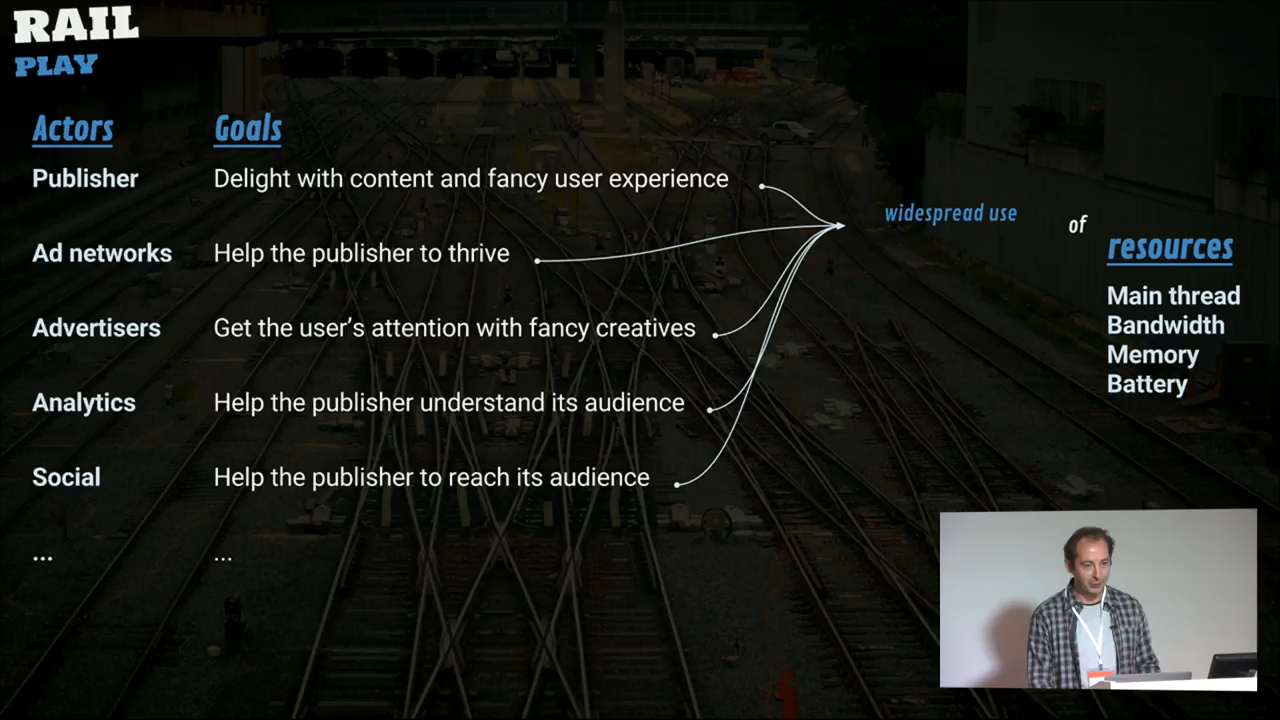 RAIL
PLAY
Actors Goals
Publisher Delight with content and fancy user experience
widespread use of
resources
Ad networks Help the publisher to thrive
Main thread
Bandwidth
Memory
Battery
Advertisers Get the user's attention with fancy creatives
Analytics Help the publisher understand its audience
Social Help the publisher to reach its audience
... ...